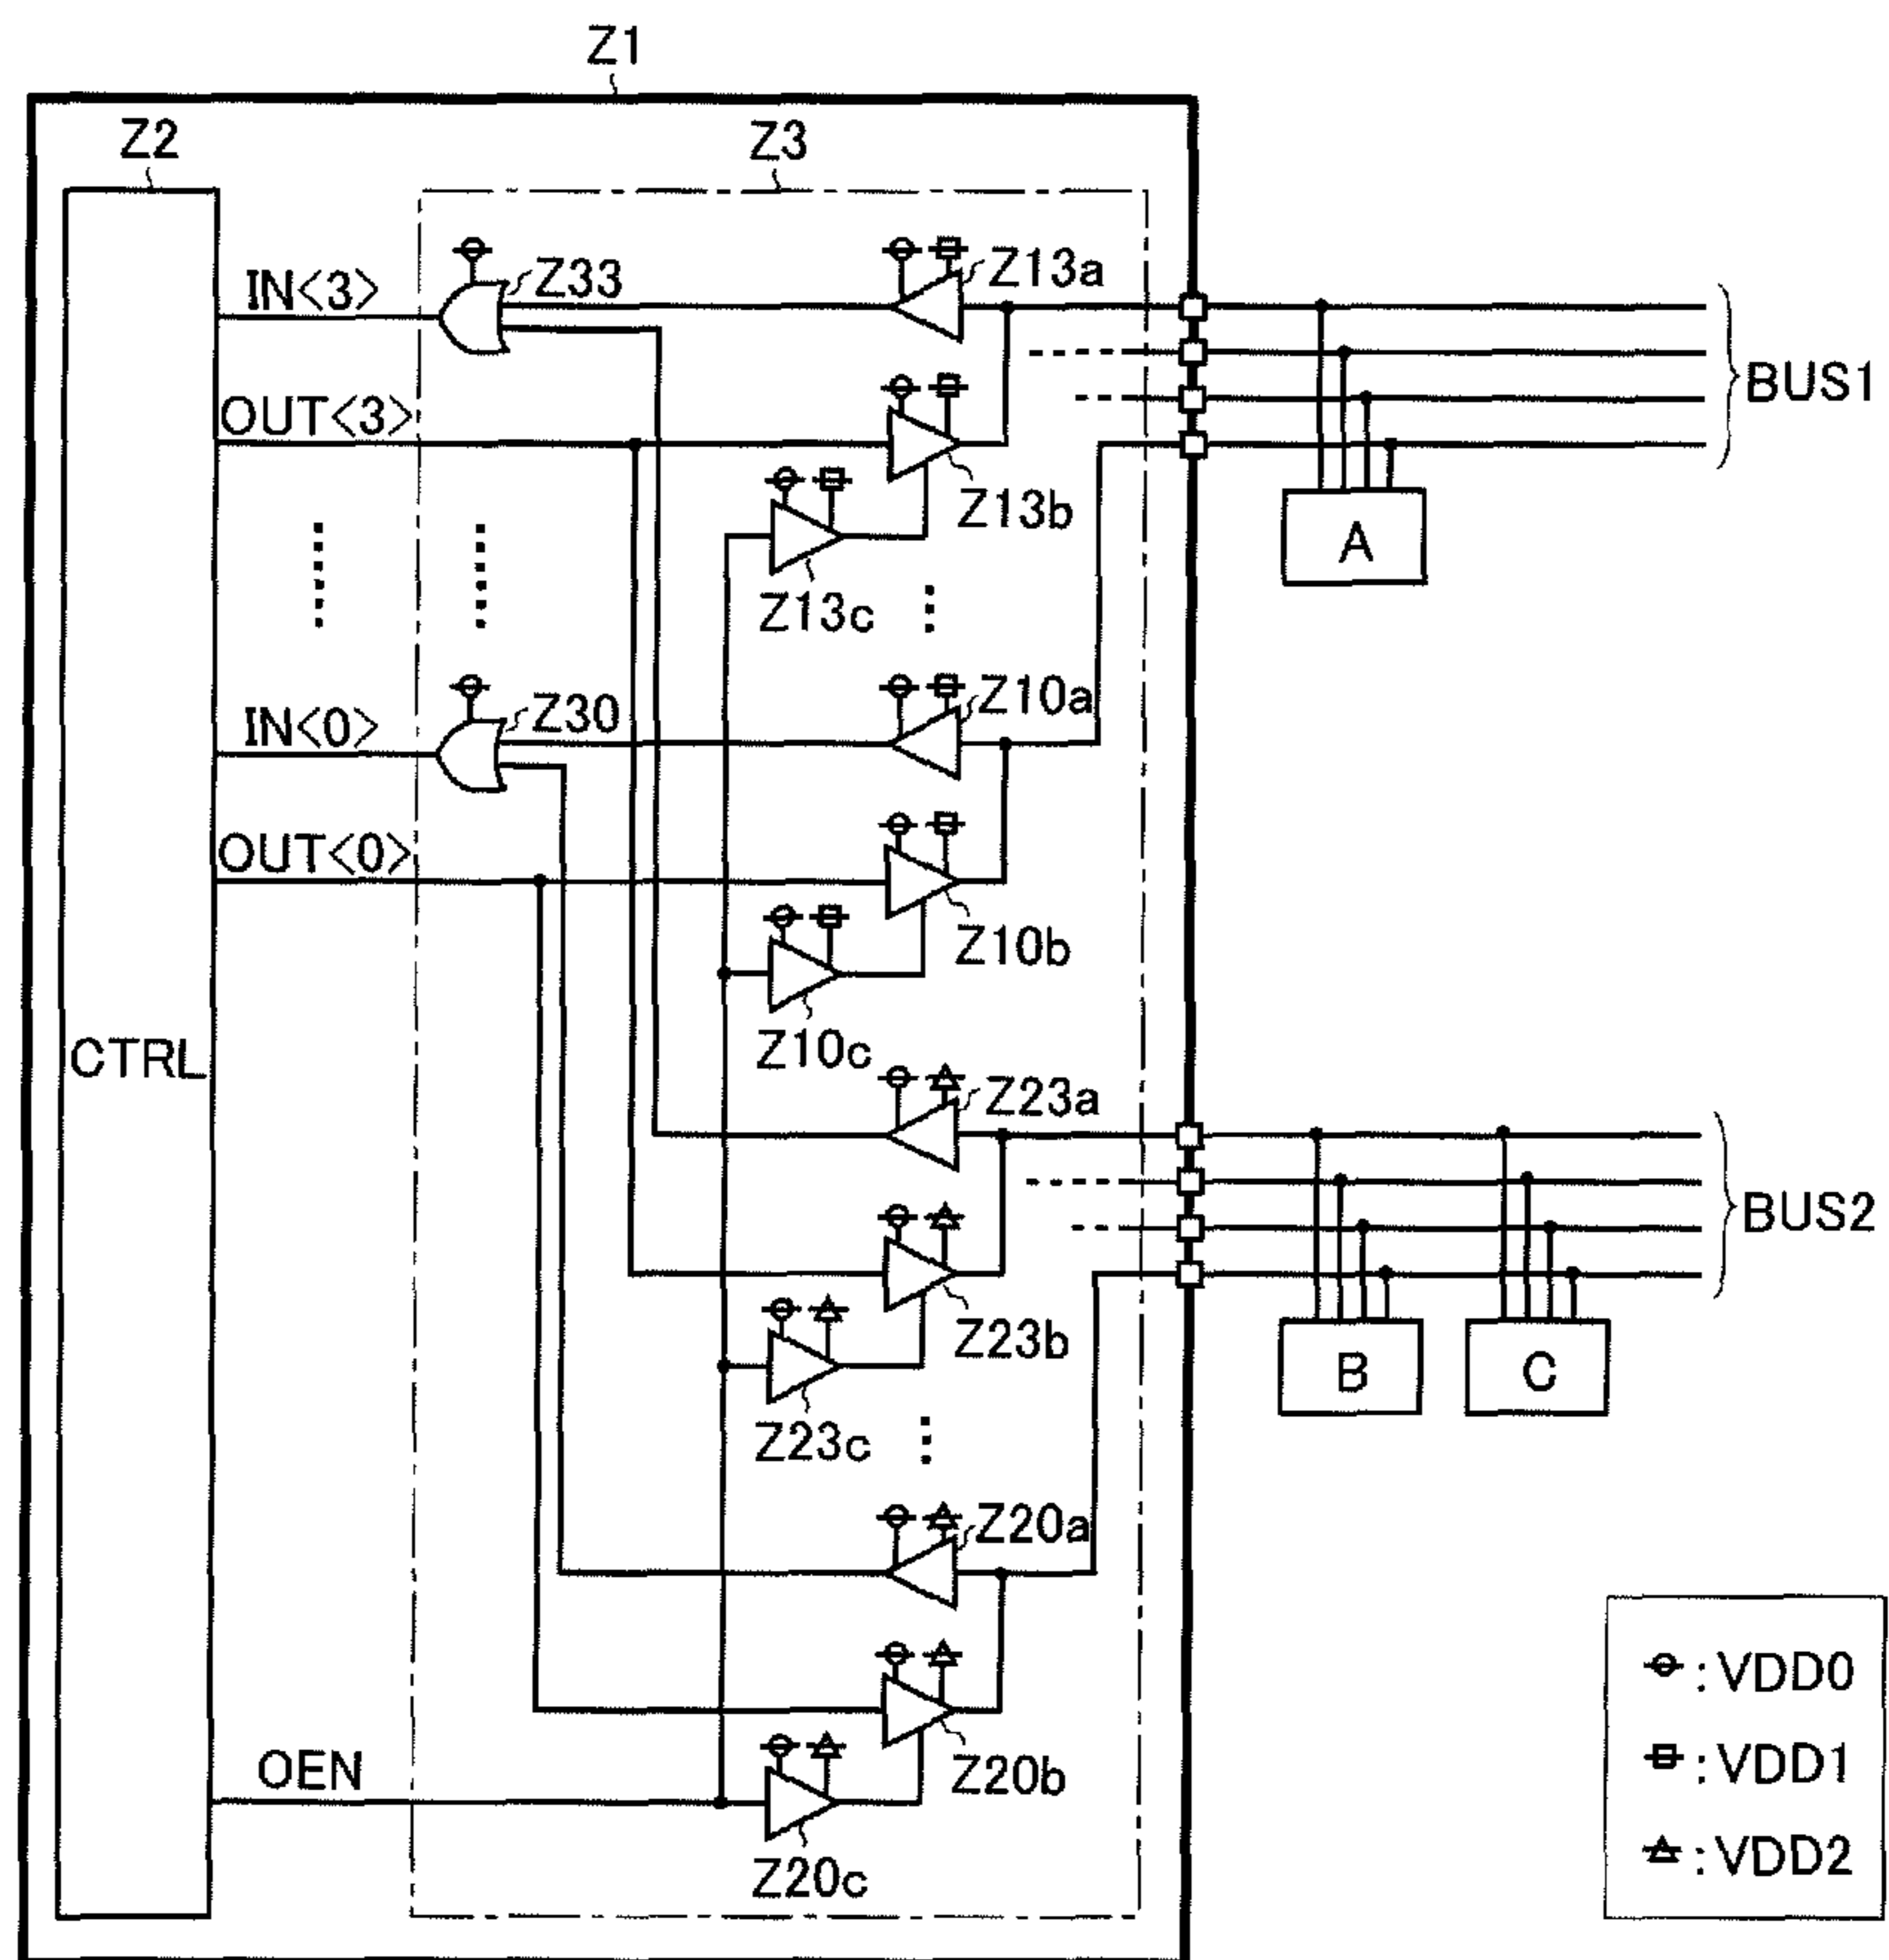 Z1
Z2
Z3
IN<3>
Z33
Z13a
BUS1
OUT<3>
Z13b
A
Z13c
IN<0>
Z30
Z10a
OUT<0>
Z10b
Z10c
CTRL
Z23a
BUS2
Z23b
B
C
Z23c
Z20a
:VDD0
OEN
Z20b
:VDD1
Z20c
:VDD2